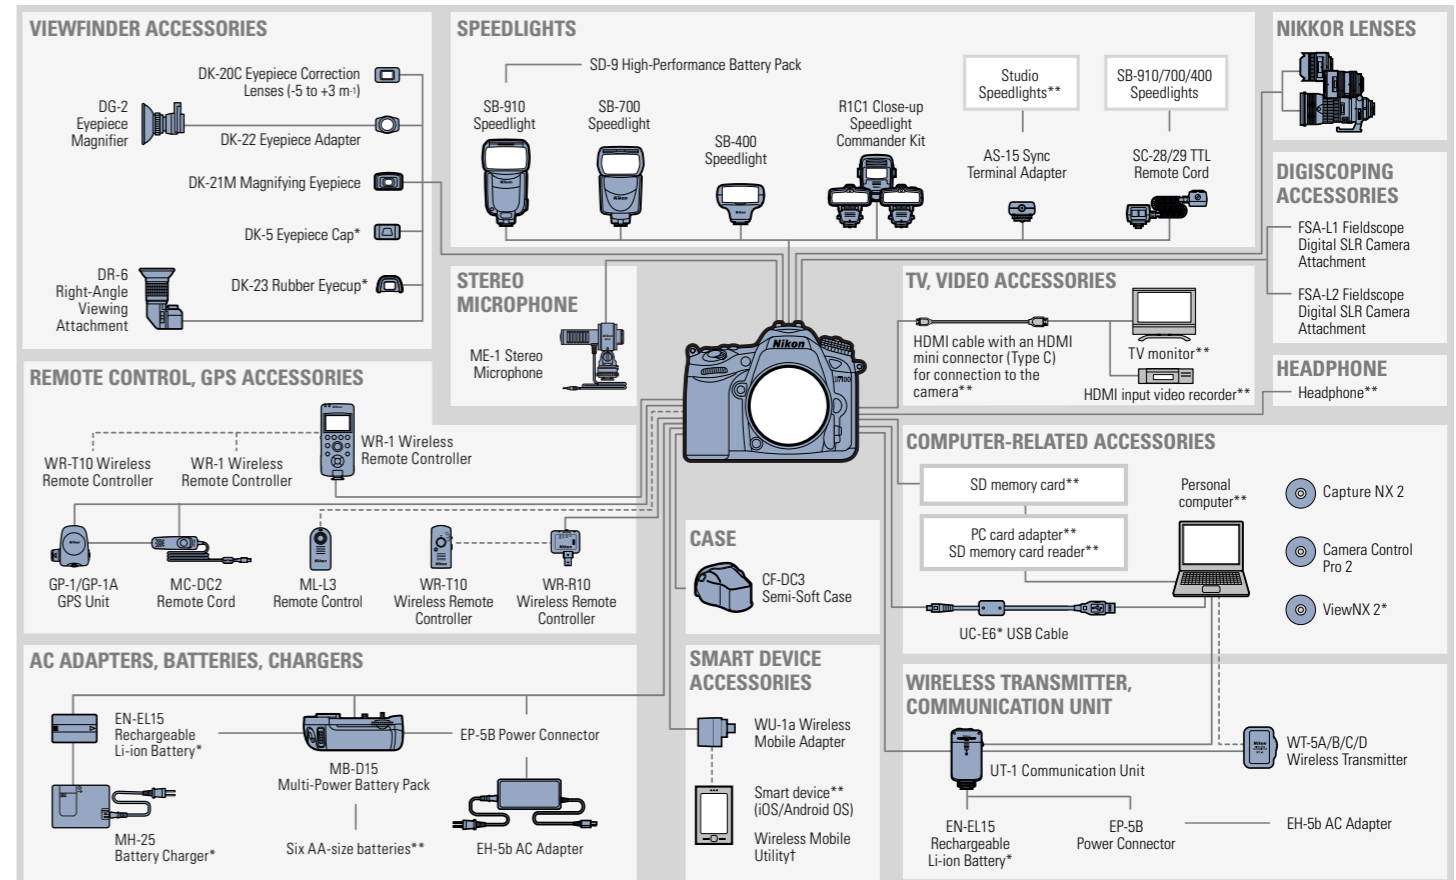 VIEWFINDER ACCESSORIES
DK-20C Eyepiece Correction
Lenses (-5 to +3 m-1)
DG-2
Eyepiece
Magnifier
DK-22 Eyepiece Adapter
DK-21M Magnifying Eyepiece
DK-5 Eyepiece Cap*
DR-6
Right-Angle
Viewing
Attachment
DK-23 Rubber Eyecup*
SPEEDLIGHTS
SD-9 High-Performance Battery Pack
SB-910
Speedlight
SB-700
Speedlight
SB-400
Speedlight
R1C1 Close-up
Speedlight
Commander Kit
Studio
Speedlights**
AS-15 Sync
Terminal Adapter
SB-910/700/400
Speedlights
SC-28/29 TTL
Remote Cord
NIKKOR LENSES
DIGISCOPING
ACCESSORIES
FSA-L1 Fieldscope
Digital SLR Camera
Attachment
FSA-L2 Fieldscope
Digital SLR Camera
Attachment
STEREO
MICROPHONE
ME-1 Stereo
Microphone
Nikon
TV, VIDEO ACCESSORIES
HDMI cable with an HDMI
mini connector (Type C)
for connection to the
camera**
TV monitor**
HDMI input video recorder**
HEADPHONE
Headphone**
REMOTE CONTROL, GPS ACCESSORIES
WR-T10 Wireless
Remote Controller
WR-1 Wireless
Remote Controller
WR-1 Wireless
Remote Controller
GP-1/GP-1A
GPS Unit
MC-DC2
Remote Cord
ML-L3
Remote Control
WR-T10
Wireless Remote
Controller
WR-R10
Wireless Remote
Controller
CASE
CF-DC3
Semi-Soft Case
COMPUTER-RELATED ACCESSORIES
SD memory card**
PC card adapter**
SD memory card reader**
Personal
computer**
UC-E6* USB Cable
Capture NX 2
Camera Control
Pro 2
ViewNX 2*
AC ADAPTERS, BATTERIES, CHARGERS
EN-EL15
Rechargeable
Li-ion Battery*
MH-25
Battery Charger*
MB-D15
Multi-Power Battery Pack
Six AA-size batteries**
EP-5B Power Connector
EH-5b AC Adapter
SMART DEVICE
ACCESSORIES
WU-1a Wireless
Mobile Adapter
Smart device**
(iOS/Android OS)
Wireless Mobile
Utility†
WIRELESS TRANSMITTER,
COMMUNICATION UNIT
UT-1 Communication Unit
WT-5A/B/C/D
Wireless Transmitter
EN-EL15
Rechargeable
Li-ion Battery*
EP-5B
Power Connector
EH-5b AC Adapter